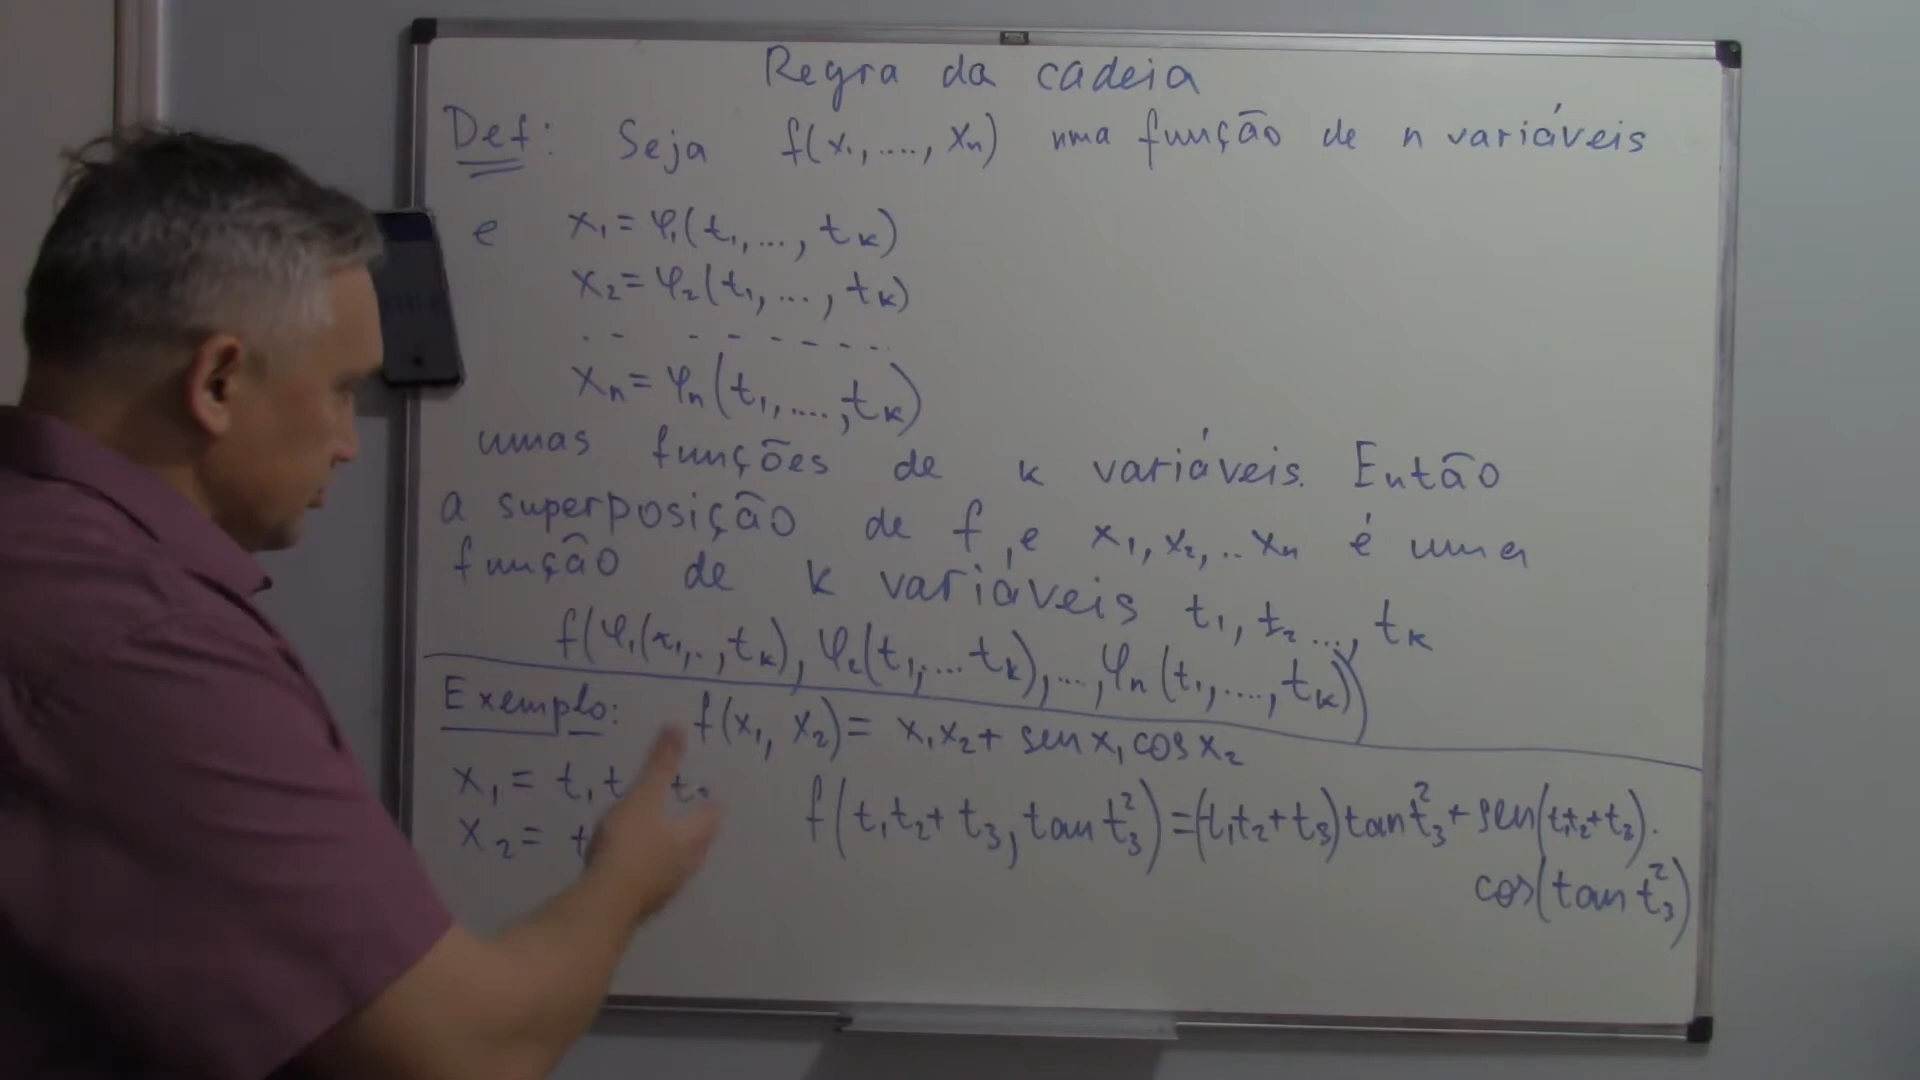 Regra da cadeia
Def: Seja f(x₁,....,xₙ) uma função de n variáveis
e x₁=φ₁(t₁,...,tₖ)
x₂=φ₂(t₁,...,tₖ)
.. - - - - - - -
xₙ=φₙ(t₁,....,tₖ)
umas funções de k variáveis. Então
a superposição de f, e x₁,x₂,..xₙ é uma
função de k variáveis t₁,t₂...,tₖ
f(φ₁(t₁,..,tₖ),φ₂(t₁,...tₖ),...,φₙ(t₁,....,tₖ))
Exemplo: f(x₁,x₂)= x₁x₂+ sen x₁ cos x₂
x₁ = t₁t
x₂ = t
f(t₁t₂+t₃,tan t₃²)=(t₁t₂+t₃)tan t₃²+sen(t₁t₂+t₃).
cos(tan t₃²)